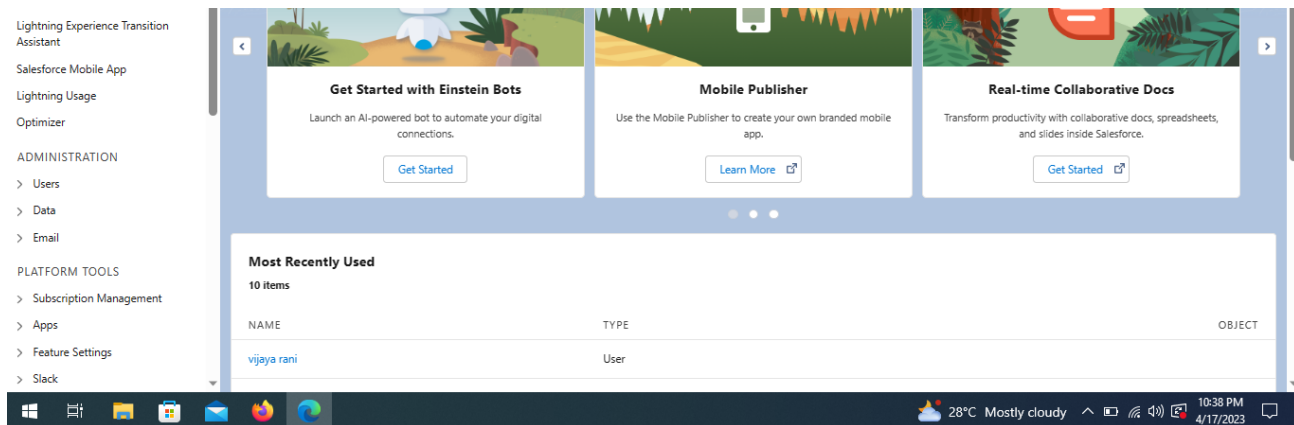 Lightning Experience Transition
Assistant
Salesforce Mobile App
Lightning Usage
Optimizer
ADMINISTRATION
Users
Data
Email
PLATFORM TOOLS
Subscription Management
Apps
Feature Settings
Slack
Get Started with Einstein Bots
Launch an AI-powered bot to automate your digital
connections.
Get Started
Mobile Publisher
Use the Mobile Publisher to create your own branded mobile
app.
Learn More
Real-time Collaborative Docs
Transform productivity with collaborative docs, spreadsheets,
and slides inside Salesforce.
Get Started
Most Recently Used
10 items
NAME TYPE OBJECT
vijaya rani User
28°C Mostly cloudy
10:38 PM
4/17/2023